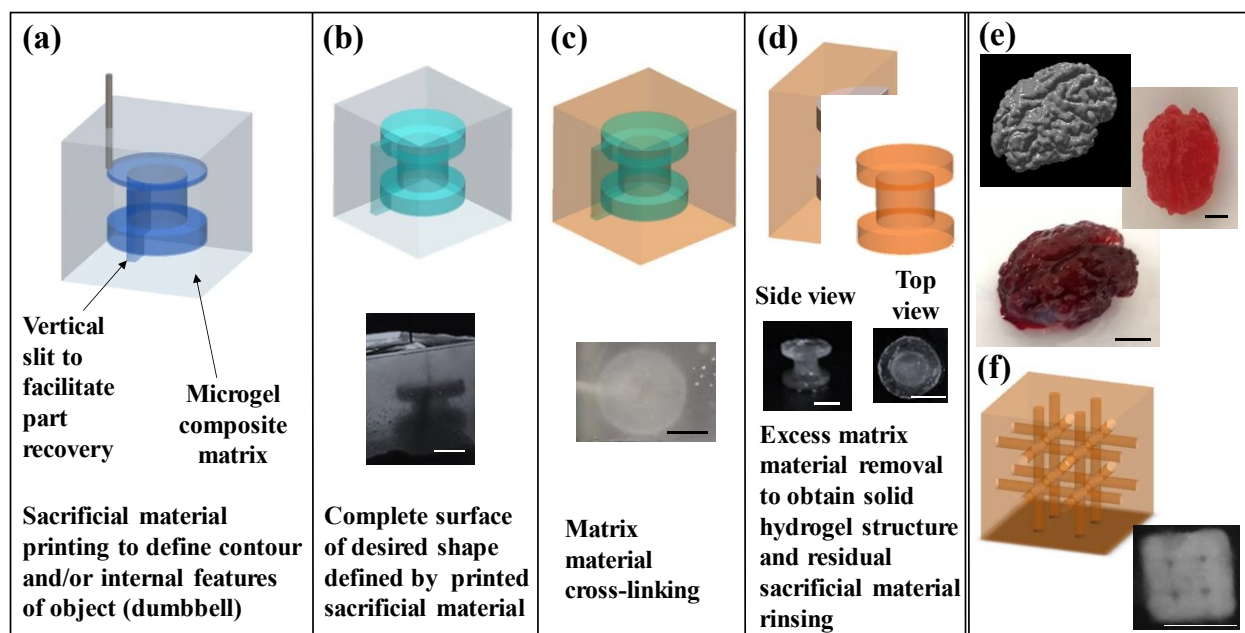 (a)
Vertical
slit to
facilitate
part
recovery
Microgel
composite
matrix
Sacrificial material
printing to define contour
and/or internal features
of object (dumbbell)
(b)
Complete surface
of desired shape
defined by printed
sacrificial material
(c)
Matrix
material
cross-linking
(d)
Side view
Top
view
Excess matrix
material removal
to obtain solid
hydrogel structure
and residual
sacrificial material
rinsing
(e)
(f)